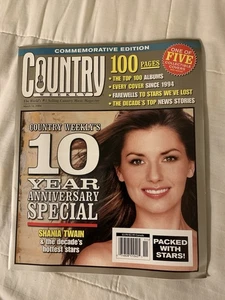 COMMEMORATIVE EDITION
COUNTRY
100 PAGES
THE TOP 100 ALBUMS
EVERY COVER SINCE 1994
FAREWELLS TO STARS WE'VE LOST
THE DECADE'S TOP NEWS STORIES
ONE OF
FIVE
COLLECTIBLE
COVERS
COUNTRY WEEKLY'S
10
YEAR
ANNIVERSARY
SPECIAL
SHANIA TWAIN
& the decade's
hottest stars
PACKED
WITH
STARS!